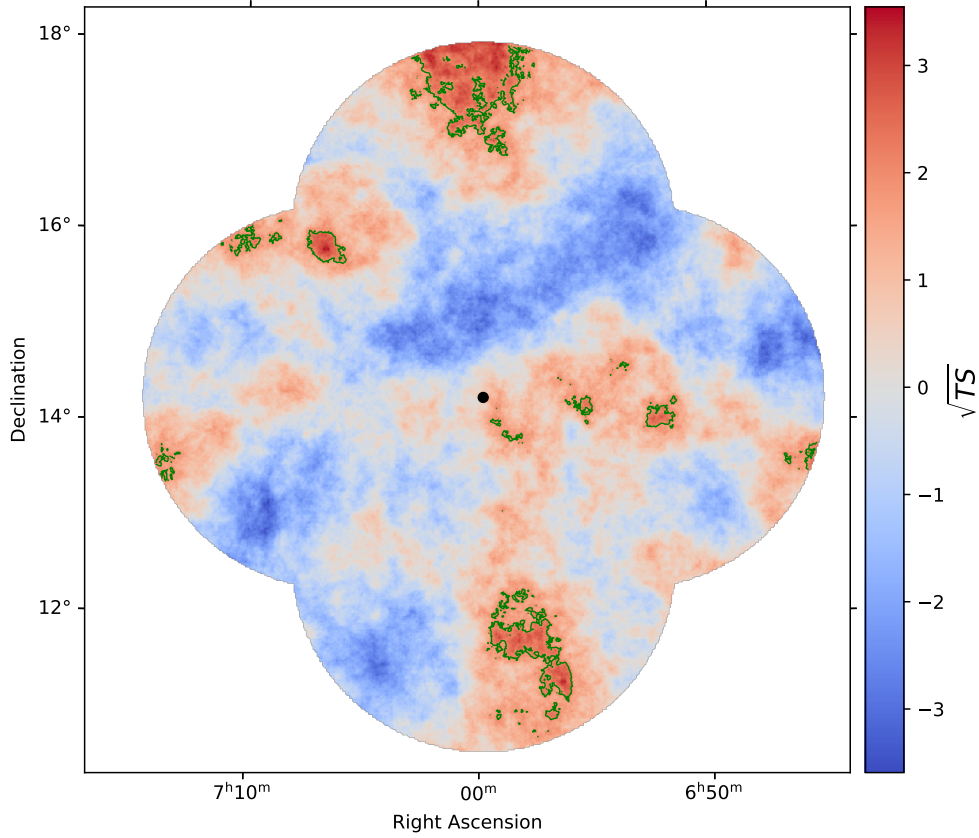 18°
16°
14°
12°
Declination
7ʰ10ᵐ
00ᵐ
6ʰ50ᵐ
Right Ascension
3
2
1
0
−1
−2
−3
√TS